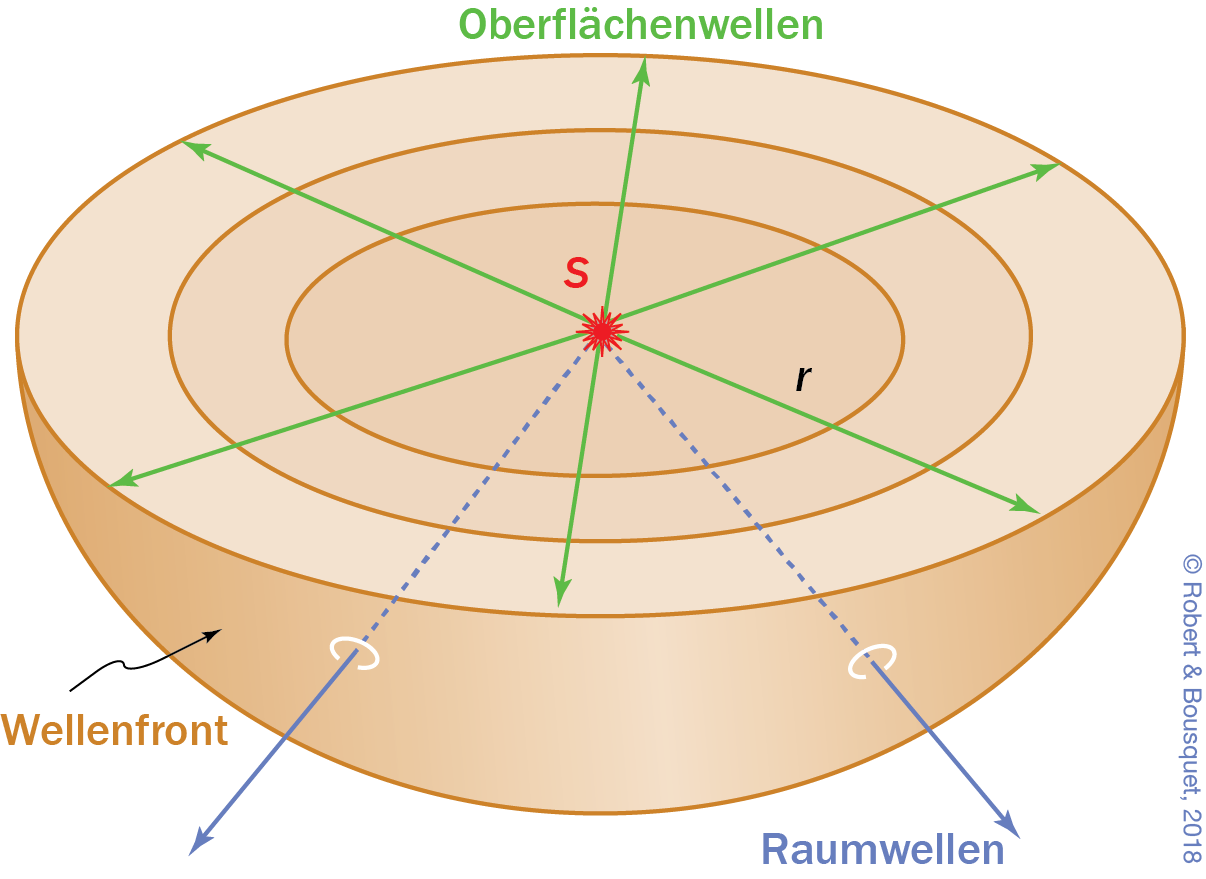 Oberflächenwellen
S
r
Wellenfront
Raumwellen
© Robert & Bousquet, 2018